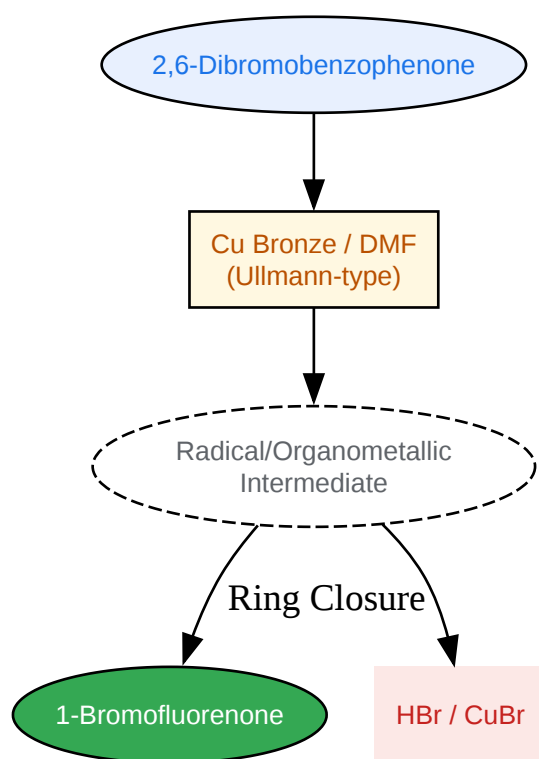 2,6-Dibromobenzophenone
Cu Bronze / DMF
(Ullmann-type)
Radical/Organometallic
Intermediate
Ring Closure
1-Bromofluorenone
HBr / CuBr